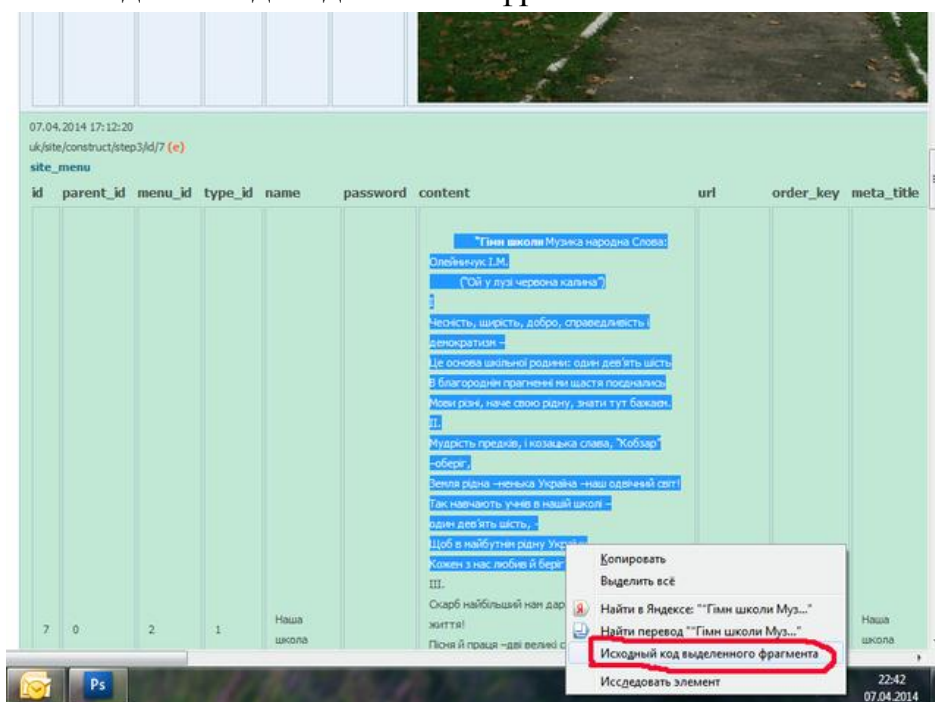 07.04.2014 17:12:20
uk/site/construct/step3/id/7 (e)
site_menu
id parent_id menu_id type_id name password content url order_key meta_title
"Гімн школи Музика народна Слова:
Олейничук І.М.
("Ой у лузі червона калина")
І
Чесність, щирість, добро, справедливість і
демократизм –
Це основа шкільної родини: один дев'ять шість
В благороднім прагненні ми щастя поєднались
Мови різні, наче свою рідну, знати тут бажаєм.
ІІ.
Мудрість предків, і козацька слава, "Кобзар"
–оберіг,
Земля рідна –ненька Україна –наш одвічний світ!
Так навчають учнів в нашій школі –
один дев'ять шість, -
Щоб в майбутнім рідну Україну
Кожен з нас любив й беріг
ІІІ.
Скарб найбільший нам дар
життя!
Пісня й праця –дві великі с
7 0 2 1 Наша школа
Наша школа
Копировать
Выделить всё
Найти в Яндексе: ""Гімн школи Муз..."
Найти перевод ""Гімн школи Муз..."
Исходный код выделенного фрагмента
Исследовать элемент
Ps
22:42
07.04.2014